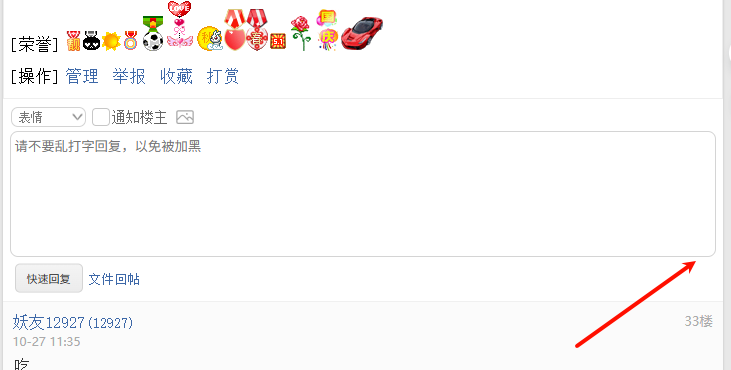 [荣誉]
[操作] 管理 举报 收藏 打赏
表情 通知楼主
请不要乱打字回复，以免被加黑
快速回复 文件回帖
妖友12927(12927) 33楼
10-27 11:35
吃